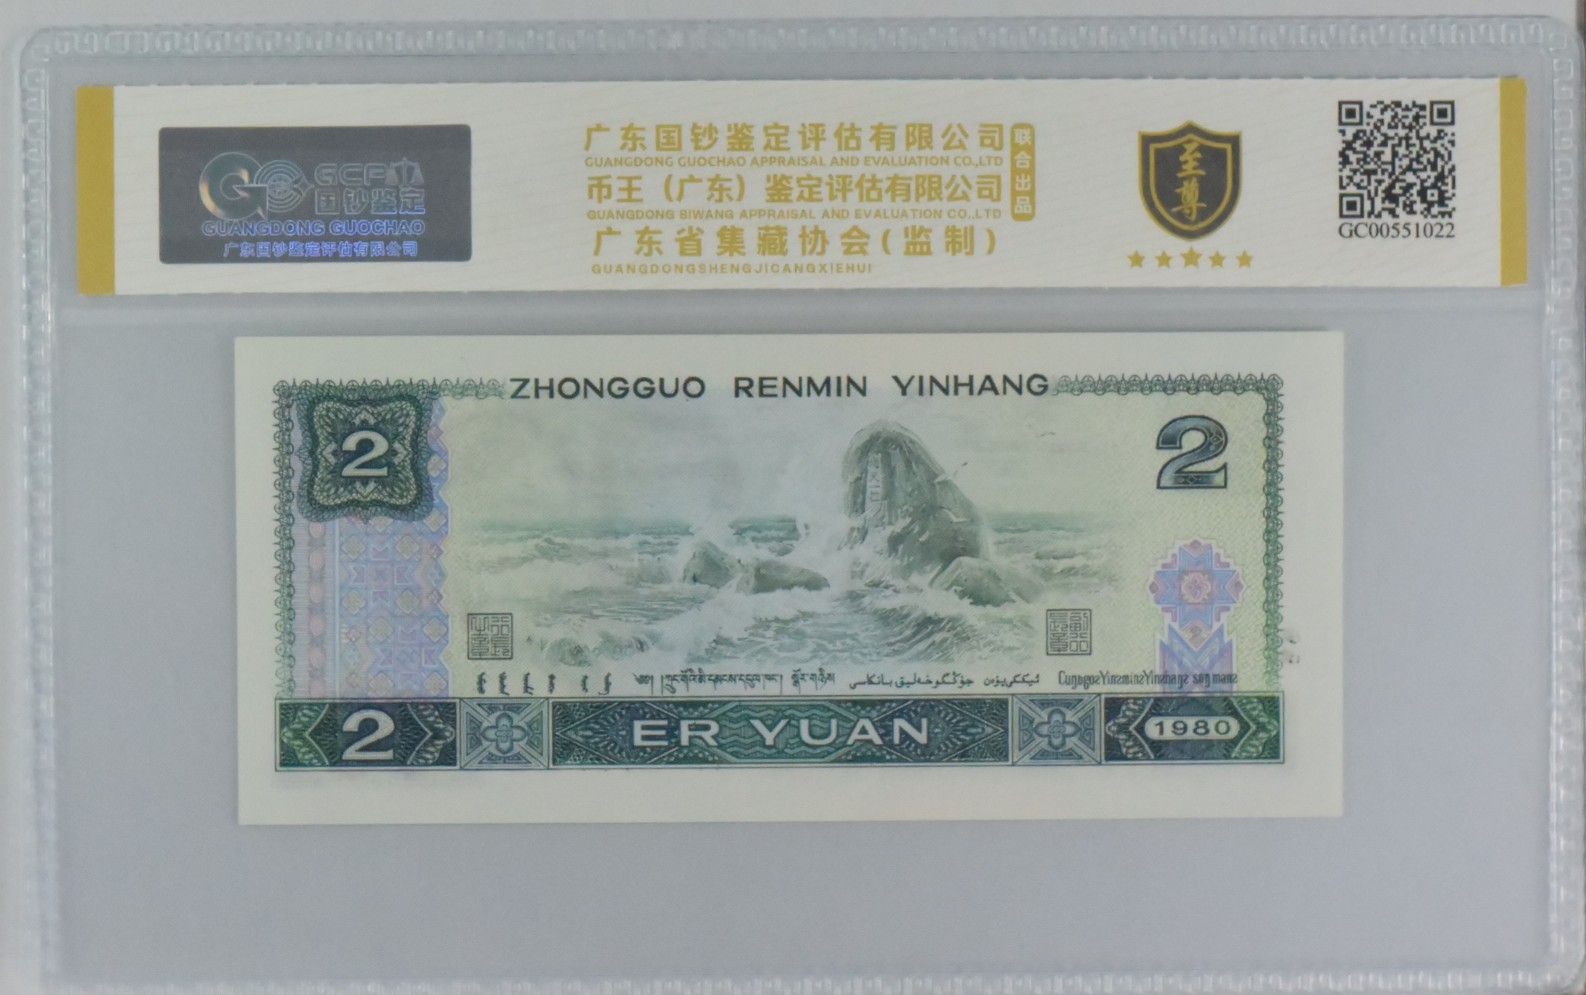 GCF
国钞鉴定
GUANGDONG GUOCHAO
广东国钞鉴定评估有限公司
广东国钞鉴定评估有限公司
GUANGDONG GUOCHAO APPRAISAL AND EVALUATION CO.,LTD
币王（广东）鉴定评估有限公司
GUANGDONG BIWANG APPRAISAL AND EVALUATION CO.,LTD
广东省集藏协会(监制)
GUANGDONGSHENGJICANGXIEHUI
联合出品
至尊
GC00551022
ZHONGGUO RENMIN YINHANG
2
2
2
ER YUAN
1980